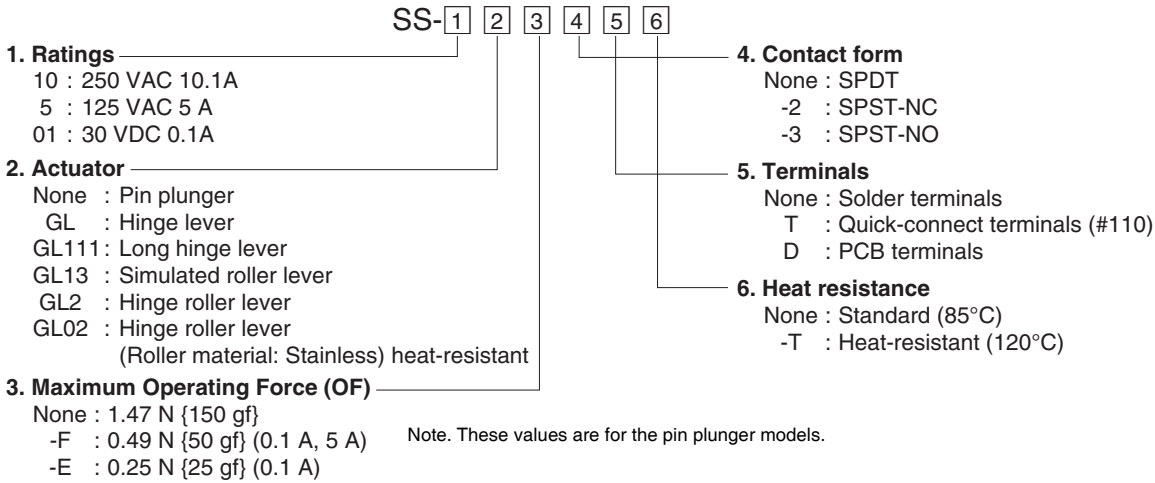 SS-1 2 3 4 5 6
1. Ratings
10 : 250 VAC 10.1A
5 : 125 VAC 5 A
01 : 30 VDC 0.1A
2. Actuator
None : Pin plunger
GL : Hinge lever
GL111 : Long hinge lever
GL13 : Simulated roller lever
GL2 : Hinge roller lever
GL02 : Hinge roller lever
(Roller material: Stainless) heat-resistant
3. Maximum Operating Force (OF)
None : 1.47 N {150 gf}
-F : 0.49 N {50 gf} (0.1 A, 5 A)
-E : 0.25 N {25 gf} (0.1 A)
Note. These values are for the pin plunger models.
4. Contact form
None : SPDT
-2 : SPST-NC
-3 : SPST-NO
5. Terminals
None : Solder terminals
T : Quick-connect terminals (#110)
D : PCB terminals
6. Heat resistance
None : Standard (85°C)
-T : Heat-resistant (120°C)